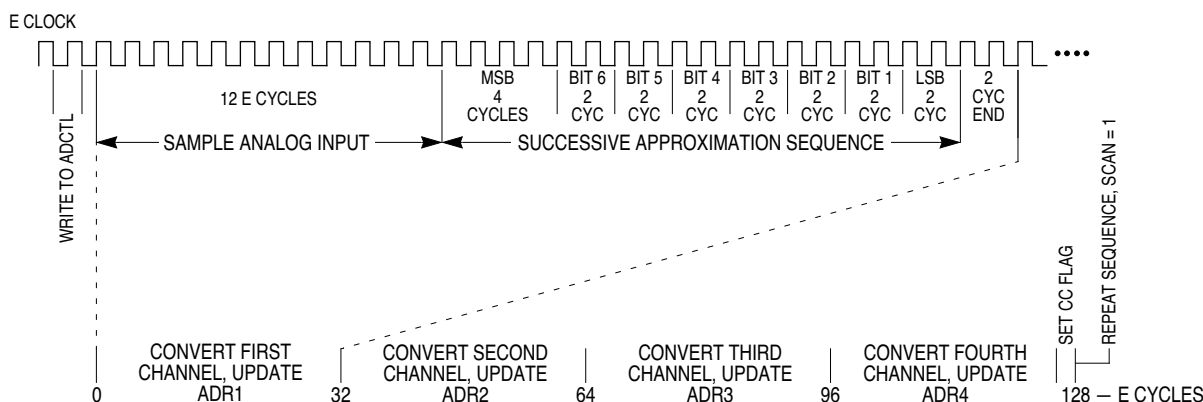 E CLOCK
12 E CYCLES
MSB
4
CYCLES
BIT 6
2
CYC
BIT 5
2
CYC
BIT 4
2
CYC
BIT 3
2
CYC
BIT 2
2
CYC
BIT 1
2
CYC
LSB
2
CYC
2
CYC
END
WRITE TO ADCTL
SAMPLE ANALOG INPUT
SUCCESSIVE APPROXIMATION SEQUENCE
SET CC FLAG
REPEAT SEQUENCE, SCAN = 1
CONVERT FIRST
CHANNEL, UPDATE
ADR1
CONVERT SECOND
CHANNEL, UPDATE
ADR2
CONVERT THIRD
CHANNEL, UPDATE
ADR3
CONVERT FOURTH
CHANNEL, UPDATE
ADR4
0
32
64
96
128 — E CYCLES